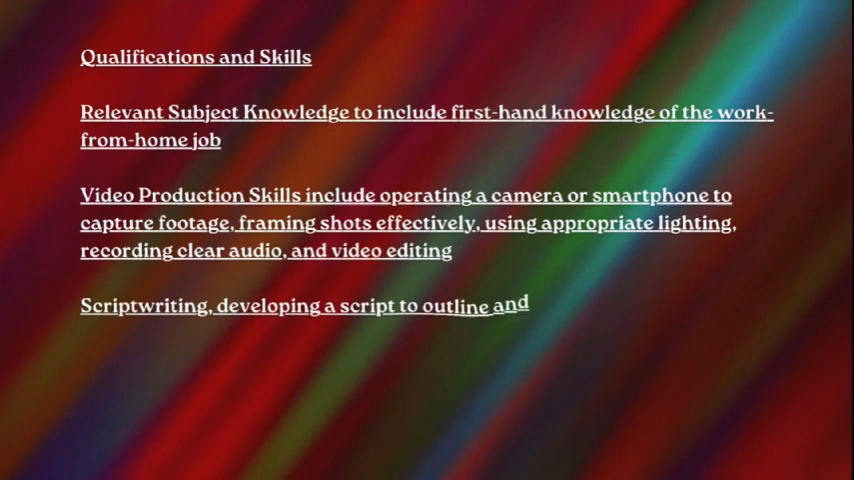 Qualifications and Skills
Relevant Subject Knowledge to include first-hand knowledge of the work-
from-home job
Video Production Skills include operating a camera or smartphone to
capture footage, framing shots effectively, using appropriate lighting,
recording clear audio, and video editing
Scriptwriting, developing a script to outline and